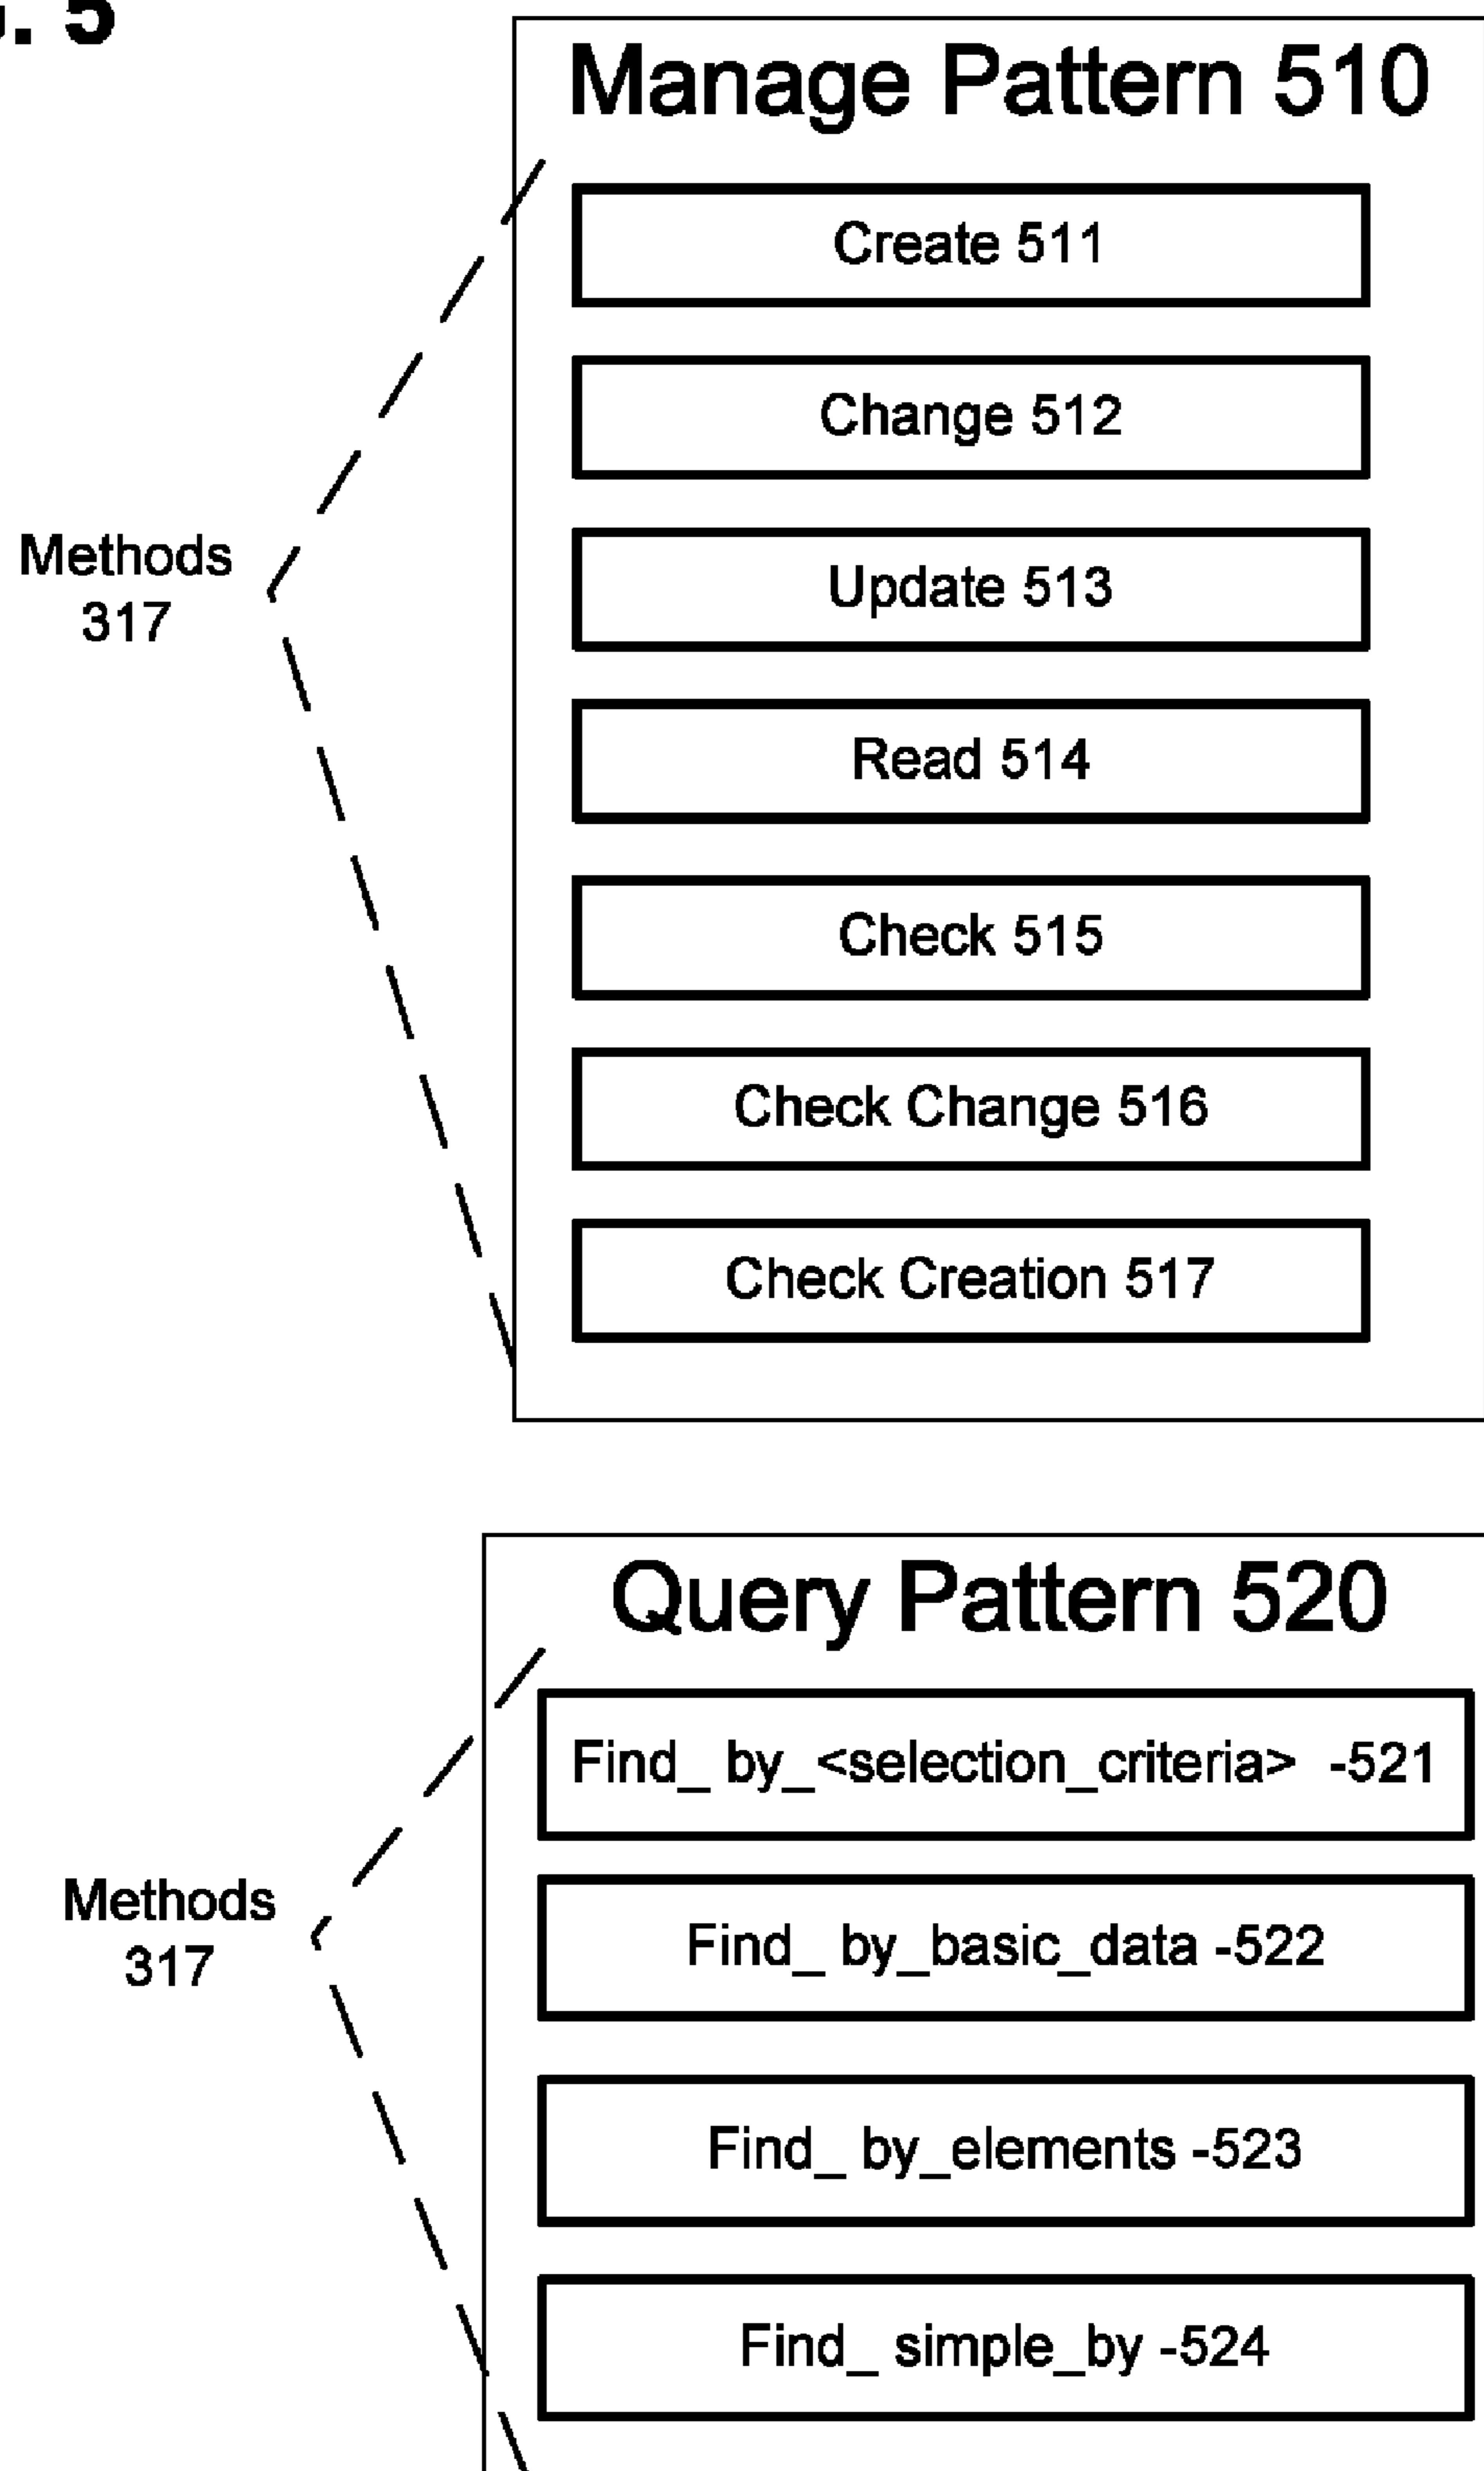 . 5
Manage Pattern 510
Create 511
Change 512
Update 513
Methods
317
Read 514
Check 515
Check Change 516
Check Creation 517
Query Pattern 520
Find_ by_<selection_criteria> -521
Methods
317
Find_ by_basic_data -522
Find_ by_elements -523
Find_ simple_by -524